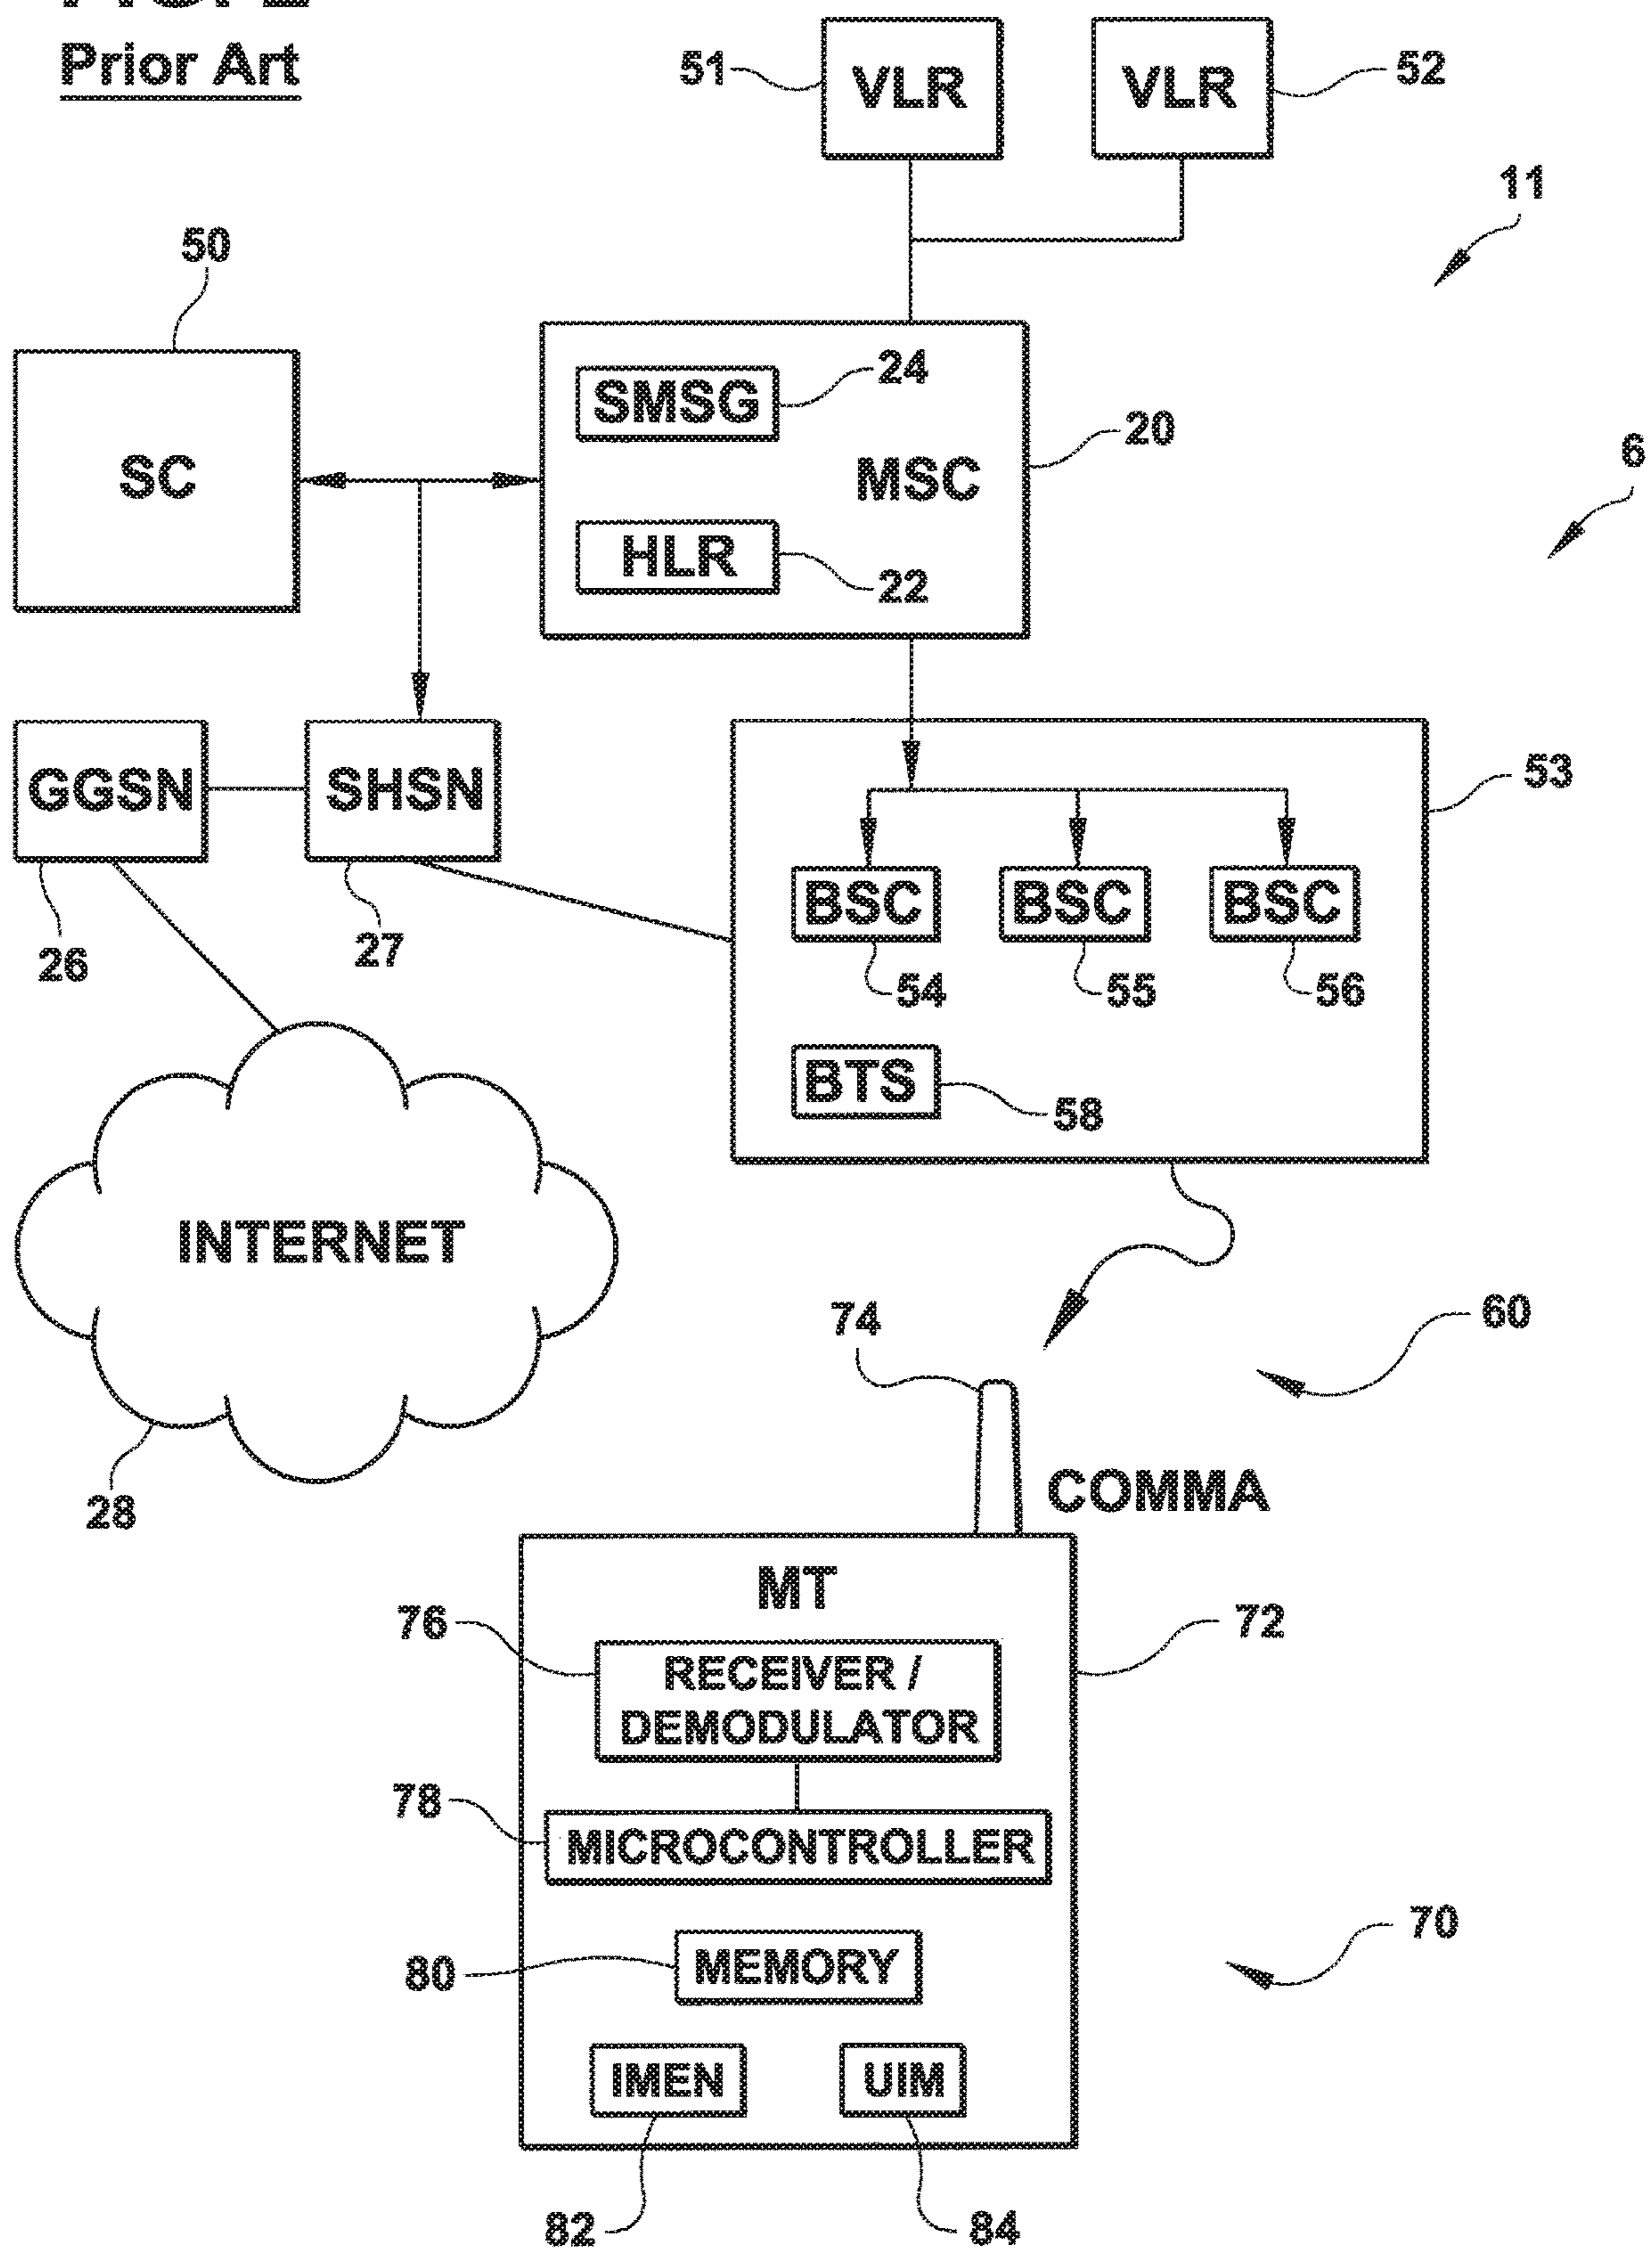 Prior Art
51
VLR
VLR
52
11
50
SMSG
24
20
6
SC
MSC
HLR
22
GGSN
SHSN
53
BSC
BSC
BSC
26
27
54
55
56
BTS
58
INTERNET
74
60
COMMA
28
MT
76
RECEIVER /
DEMODULATOR
72
78
MICROCONTROLLER
70
80
MEMORY
IMEN
UIM
82
84